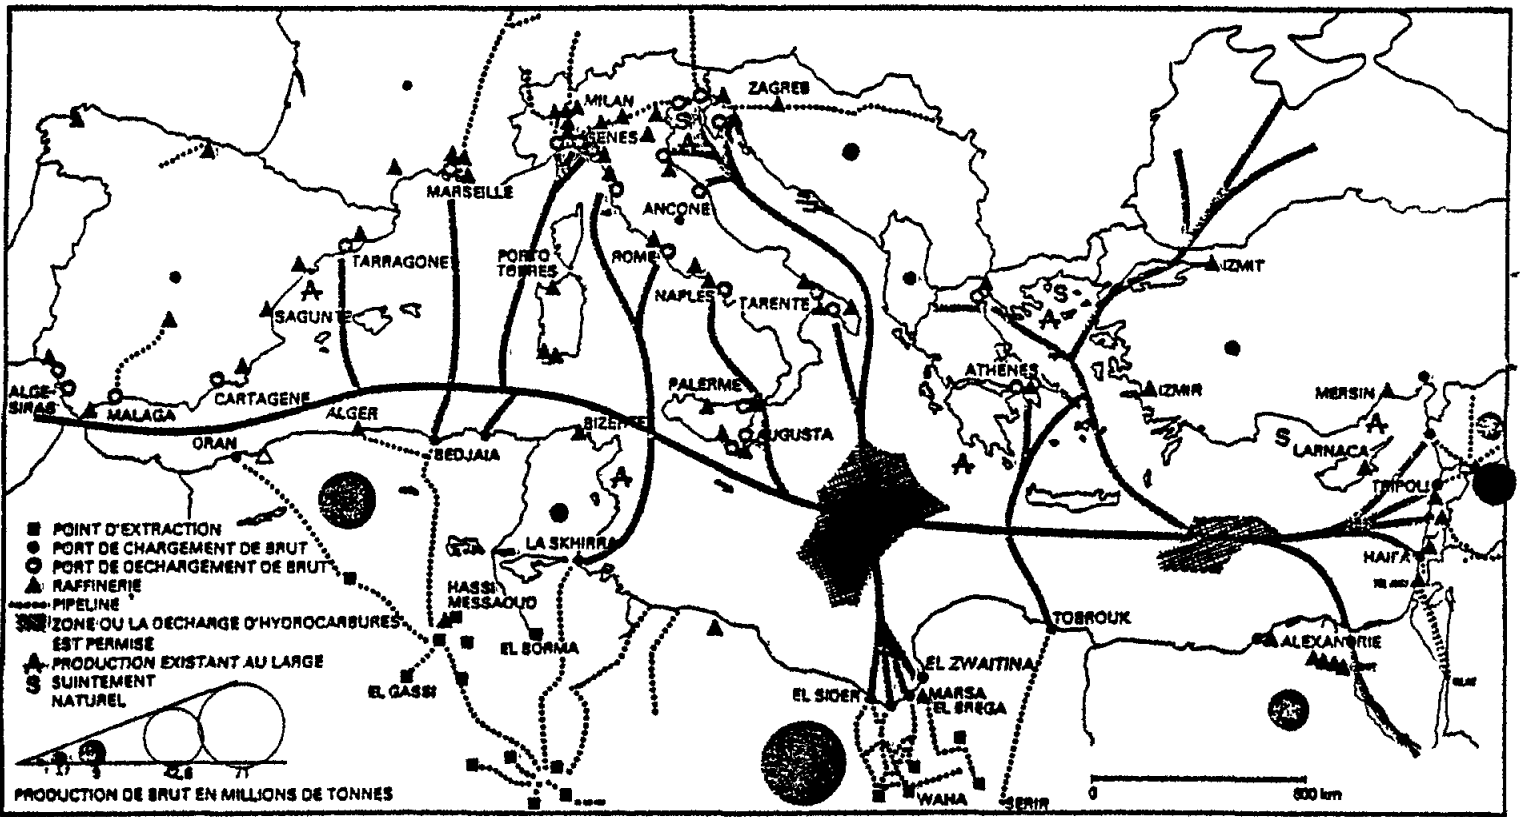 ZAGREB
MILAN
GENES
S
A
MARSEILLE
ANCONE
TARRAGONE
PORTO
TORRES
ROME
IZMIT
A
NAPLES
TARENTE
S
A
SAGUNTE
ATHENES
PALERME
IZMIR
MERSIN
ALGE-
SIRAS
MALAGA
CARTAGENE
ALGER
BIZERTE
AUGUSTA
A
S
ORAN
BEDJAIA
LARNACA
A
A
TRIPOLI
POINT D'EXTRACTION
PORT DE CHARGEMENT DE BRUT
LA SKHIRRA
HAIFA
PORT DE DECHARGEMENT DE BRUT
RAFFINERIE
HASSI
MESSAOUD
PIPELINE
ZONE OU LA DECHARGE D'HYDROCARBURES
EST PERMISE
TOBROUK
EL BORMA
ALEXANDRIE
A PRODUCTION EXISTANT AU LARGE
S SUINTEMENT
NATUREL
EL GASSI
EL ZWAITINA
EL SIDER
MARSA
EL BREGA
22,6
71
PRODUCTION DE BRUT EN MILLIONS DE TONNES
WAHA
SERIR
0